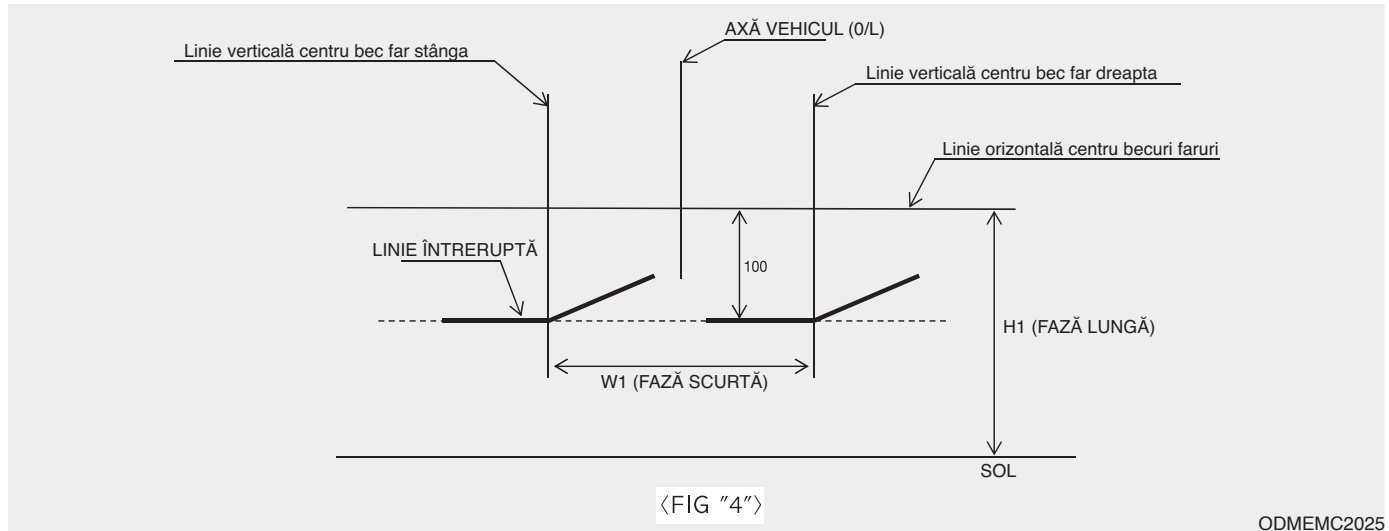 AXĂ VEHICUL (0/L)
Linie verticală centru bec far stânga
Linie verticală centru bec far dreapta
Linie orizontală centru becuri faruri
LINIE ÎNTRERUPTĂ
100
H1 (FAZĂ LUNGĂ)
W1 (FAZĂ SCURTĂ)
SOL
<FIG "4">
ODMEMC2025